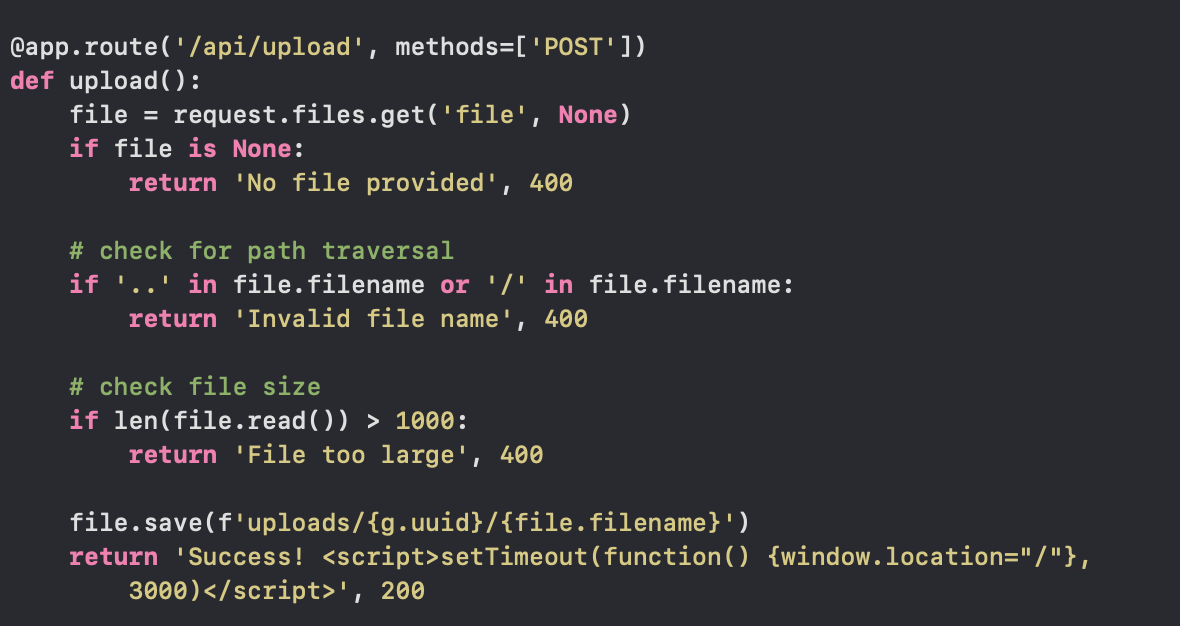 @app.route('/api/upload', methods=['POST'])
def upload():
    file = request.files.get('file', None)
    if file is None:
        return 'No file provided', 400

    # check for path traversal
    if '..' in file.filename or '/' in file.filename:
        return 'Invalid file name', 400

    # check file size
    if len(file.read()) > 1000:
        return 'File too large', 400

    file.save(f'uploads/{g.uuid}/{file.filename}')
    return 'Success! <script>setTimeout(function() {window.location="/"},
        3000)</script>', 200